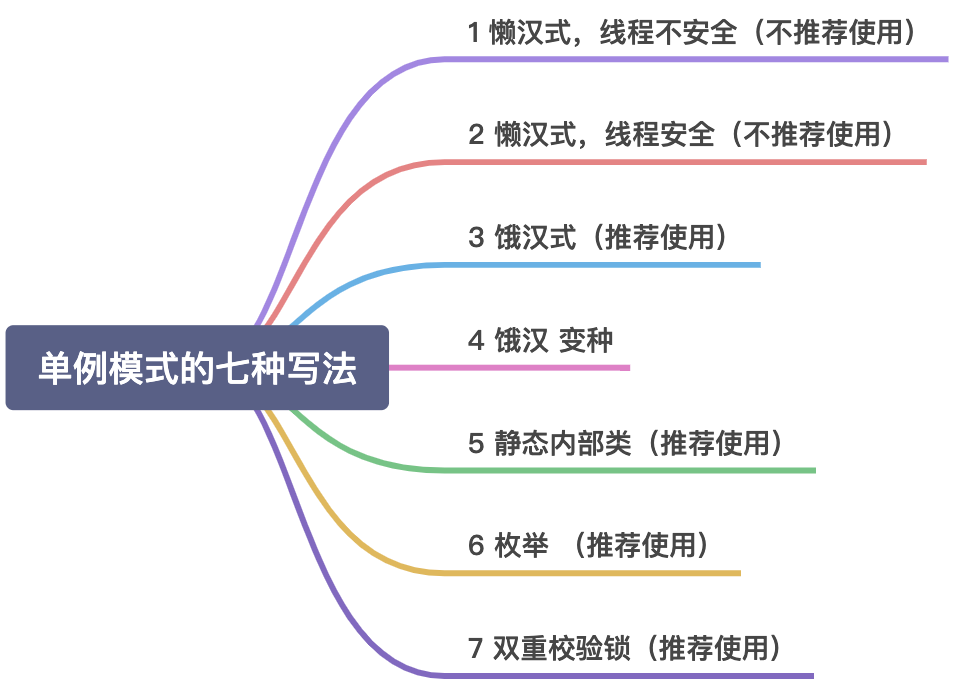 1 懒汉式，线程不安全（不推荐使用）
2 懒汉式，线程安全（不推荐使用）
3 饿汉式（推荐使用）
单例模式的七种写法
4 饿汉 变种
5 静态内部类（推荐使用）
6 枚举 （推荐使用）
7 双重校验锁（推荐使用）